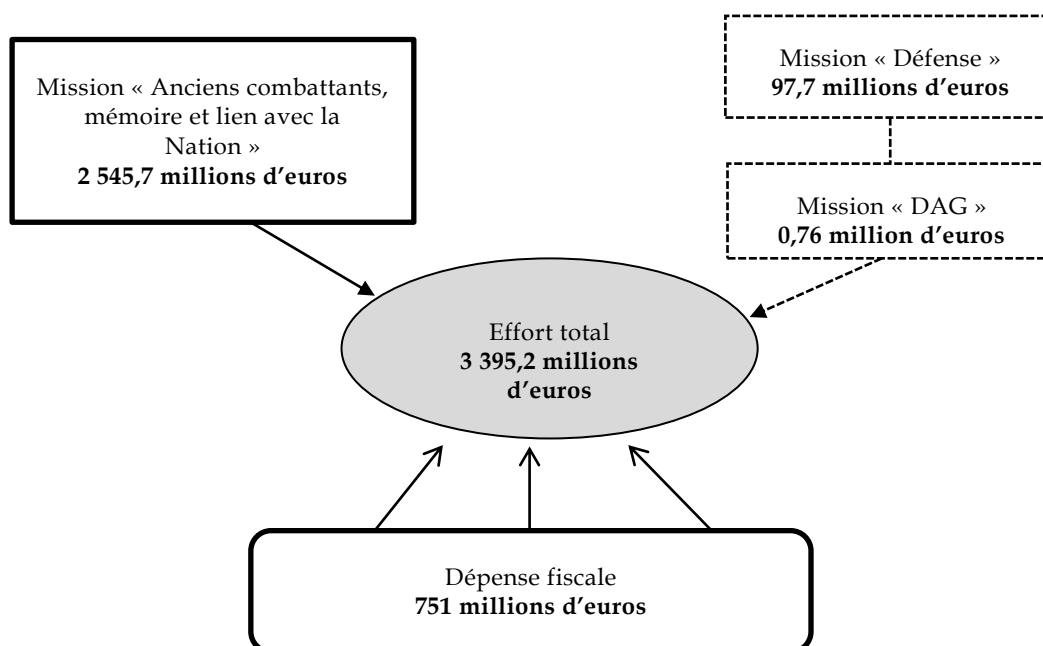 Mission « Anciens combattants,
mémoire et lien avec la
Nation »
2 545,7 millions d’euros
Mission « Défense »
97,7 millions d’euros
Mission « DAG »
0,76 million d’euros
Effort total
3 395,2 millions
d’euros
Dépense fiscale
751 millions d’euros